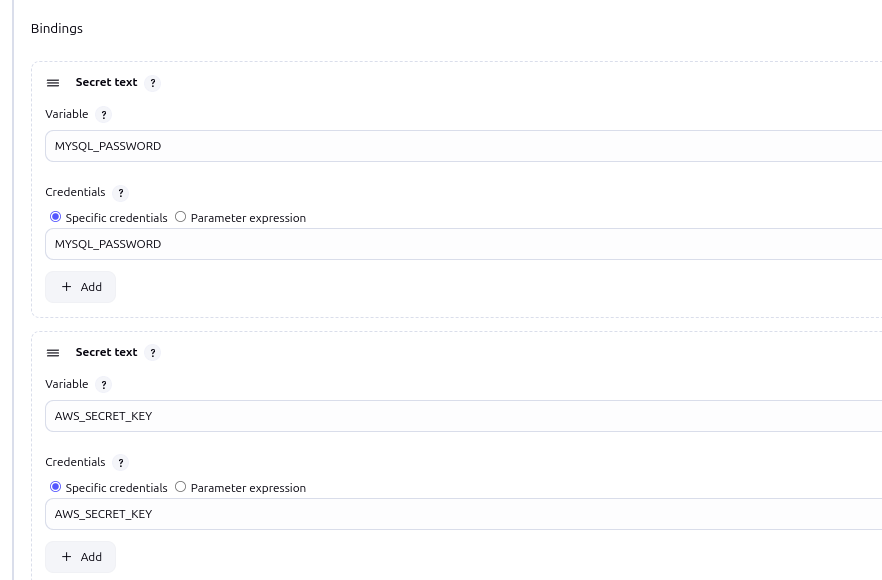 Bindings
Secret text ?
Variable ?
MYSQL_PASSWORD
Credentials ?
Specific credentials Parameter expression
MYSQL_PASSWORD
+ Add
Secret text ?
Variable ?
AWS_SECRET_KEY
Credentials ?
Specific credentials Parameter expression
AWS_SECRET_KEY
+ Add